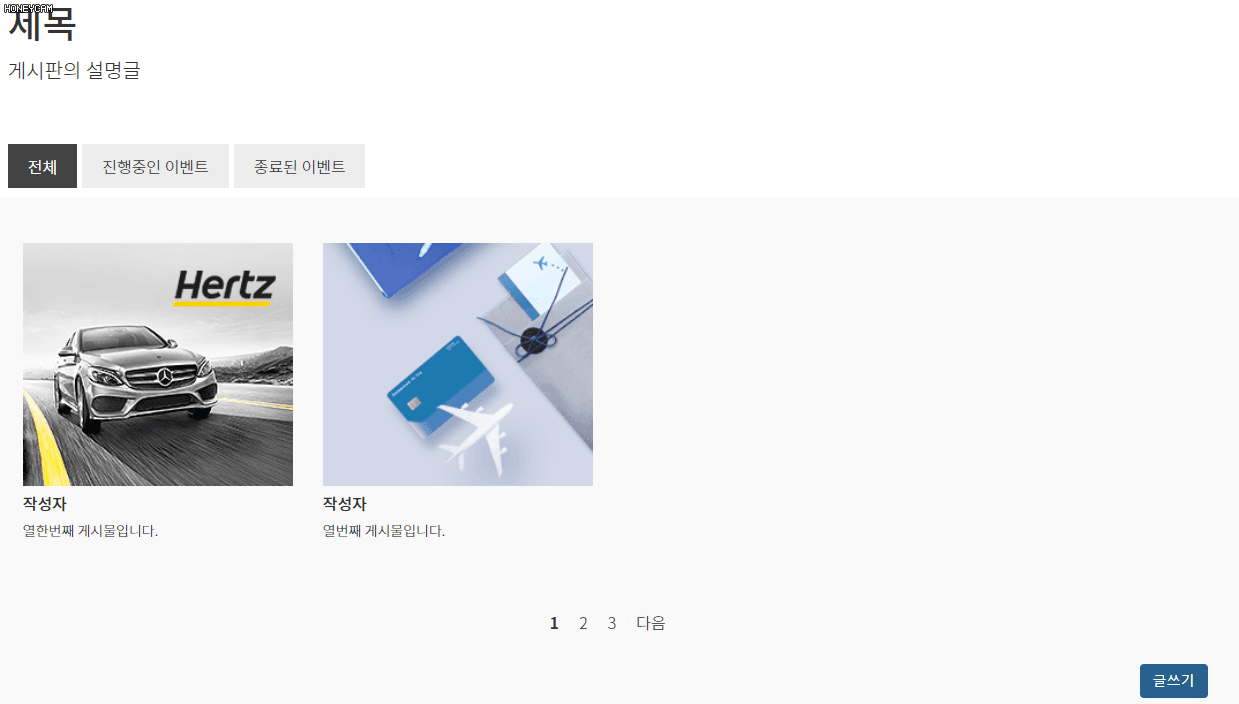 HONEYCAM
제목
게시판의 설명글
전체 진행중인 이벤트 종료된 이벤트
Hertz
작성자 작성자
열한번째 게시물입니다. 열번째 게시물입니다.
1 2 3 다음
글쓰기